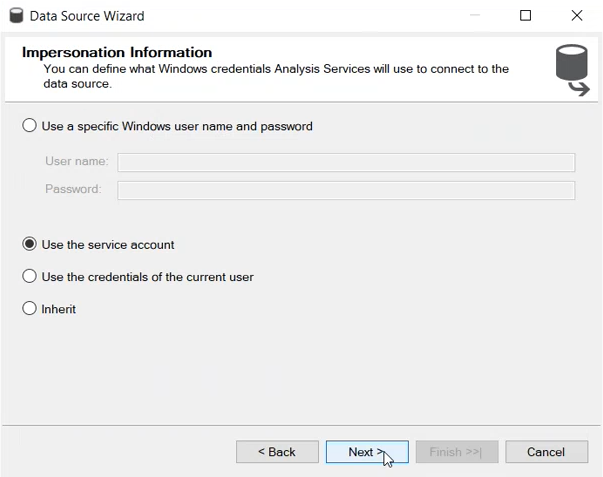 Data Source Wizard
Impersonation Information
You can define what Windows credentials Analysis Services will use to connect to the
data source.
Use a specific Windows user name and password
User name:
Password:
Use the service account
Use the credentials of the current user
Inherit
< Back
Next >
Finish >>|
Cancel